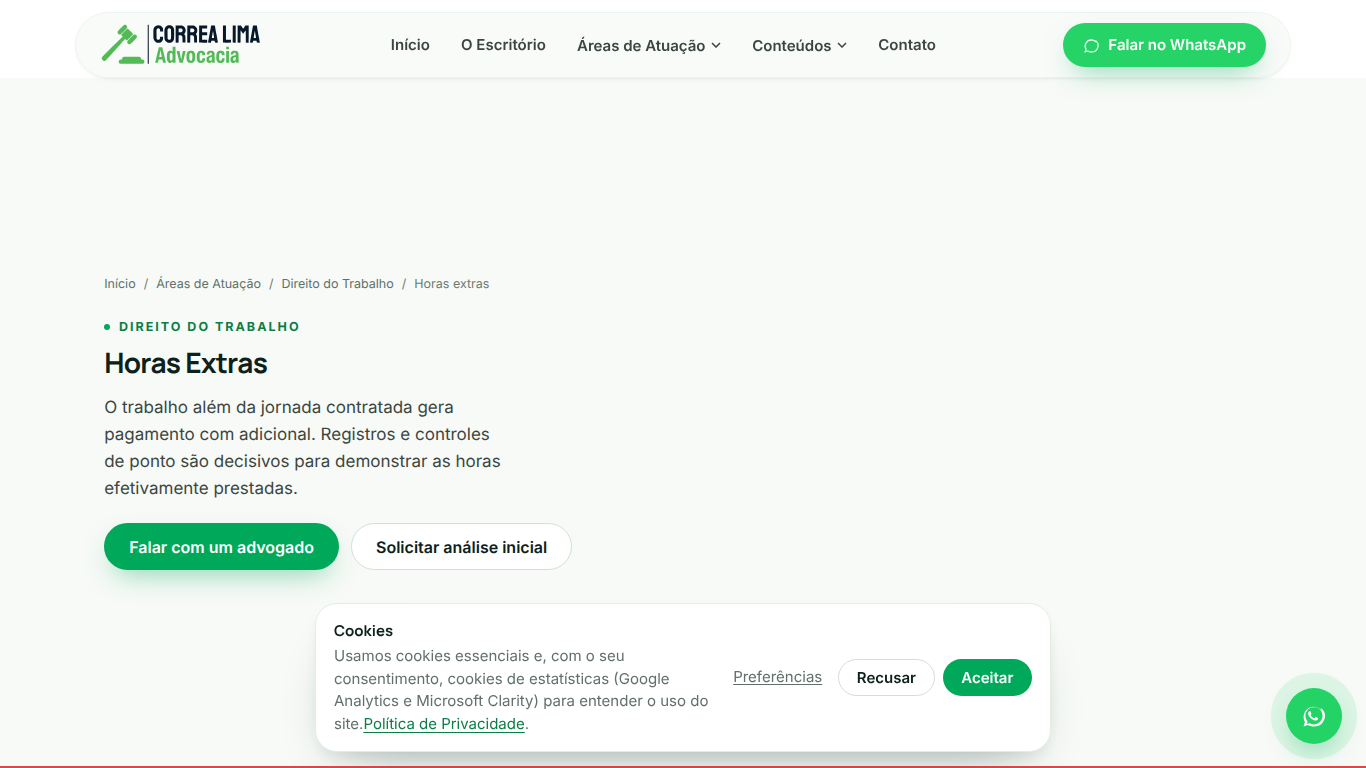 CORREA LIMA
Advocacia
Início
O Escritório
Áreas de Atuação
Conteúdos
Contato
Falar no WhatsApp
Início / Áreas de Atuação / Direito do Trabalho / Horas extras
DIREITO DO TRABALHO
Horas Extras
O trabalho além da jornada contratada gera
pagamento com adicional. Registros e controles
de ponto são decisivos para demonstrar as horas
efetivamente prestadas.
Falar com um advogado
Solicitar análise inicial
Cookies
Usamos cookies essenciais e, com o seu
consentimento, cookies de estatísticas (Google
Analytics e Microsoft Clarity) para entender o uso do
site.Política de Privacidade.
Preferências
Recusar
Aceitar